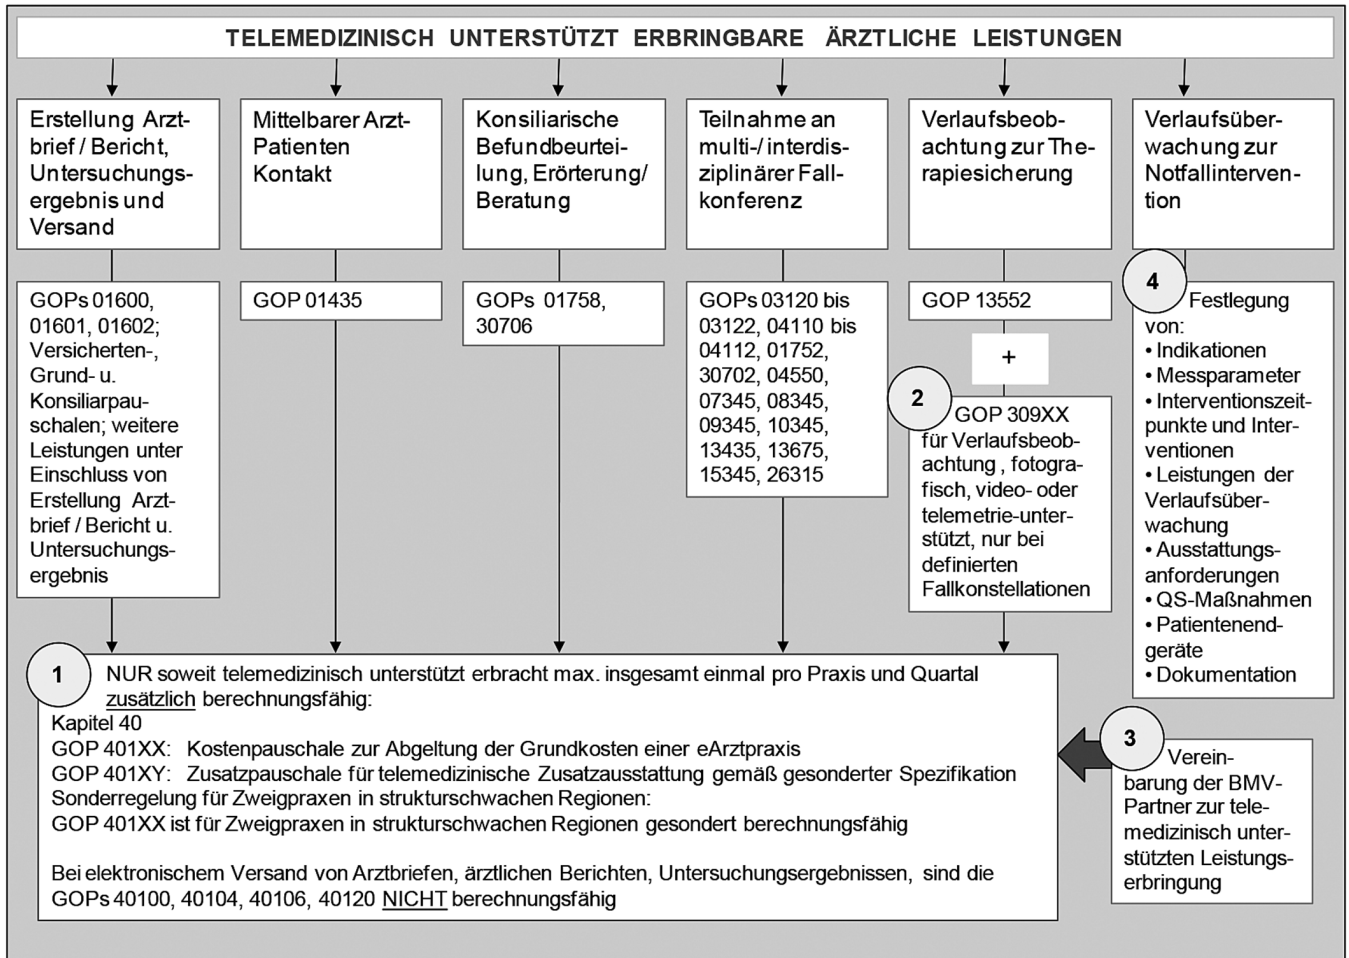 TELEMEDIZINISCH UNTERSTÜTZT ERBRINGBARE ÄRZTLICHE LEISTUNGEN
Erstellung Arzt-
brief / Bericht,
Untersuchungs-
ergebnis und
Versand
Mittelbarer Arzt-
Patienten
Kontakt
Konsiliarische
Befundbeurtei-
lung, Erörterung/
Beratung
Teilnahme an
multi-/ interdis-
ziplinärer Fall-
konferenz
Verlaufsbeob-
achtung zur The-
rapiesicherung
Verlaufsüber-
wachung zur
Notfallinterven-
tion
GOPs 01600,
01601, 01602;
Versicherten-,
Grund- u.
Konsiliarpau-
schalen; weitere
Leistungen unter
Einschluss von
Erstellung Arzt-
brief / Bericht u.
Untersuchungs-
ergebnis
GOP 01435
GOPs 01758,
30706
GOPs 03120 bis
03122, 04110 bis
04112, 01752,
30702, 04550,
07345, 08345,
09345, 10345,
13435, 13675,
15345, 26315
GOP 13552
+
2
GOP 309XX
für Verlaufsbeob-
achtung , fotogra-
fisch, video- oder
telemetrie-unter-
stützt, nur bei
definierten
Fallkonstellationen
4
Festlegung
von:
• Indikationen
• Messparameter
• Interventionszeit-
punkte und Inter-
ventionen
• Leistungen der
Verlaufsüber-
wachung
• Ausstattungs-
anforderungen
• QS-Maßnahmen
• Patientenend-
geräte
• Dokumentation
1
NUR soweit telemedizinisch unterstützt erbracht max. insgesamt einmal pro Praxis und Quartal
zusätzlich berechnungsfähig:
Kapitel 40
GOP 401XX: Kostenpauschale zur Abgeltung der Grundkosten einer eArztpraxis
GOP 401XY: Zusatzpauschale für telemedizinische Zusatzausstattung gemäß gesonderter Spezifikation
Sonderregelung für Zweigpraxen in strukturschwachen Regionen:
GOP 401XX ist für Zweigpraxen in strukturschwachen Regionen gesondert berechnungsfähig
Bei elektronischem Versand von Arztbriefen, ärztlichen Berichten, Untersuchungsergebnissen, sind die
GOPs 40100, 40104, 40106, 40120 NICHT berechnungsfähig
3
Verein-
barung der BMV-
Partner zur tele-
medizinisch unter-
stützten Leistungs-
erbringung